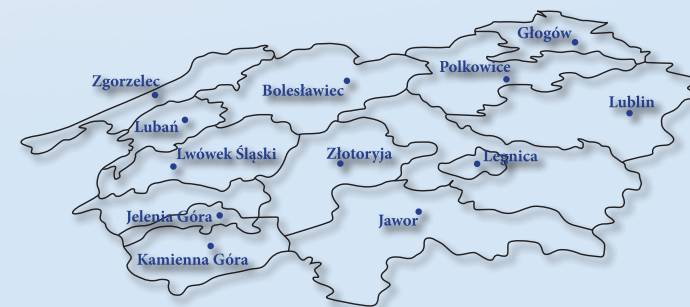 Głogów
Polkowice
Zgorzelec
Bolesławiec
Lublin
Lubań
Lwówek Śląski
Złotoryja
Legnica
Jelenia Góra
Jawor
Kamienna Góra